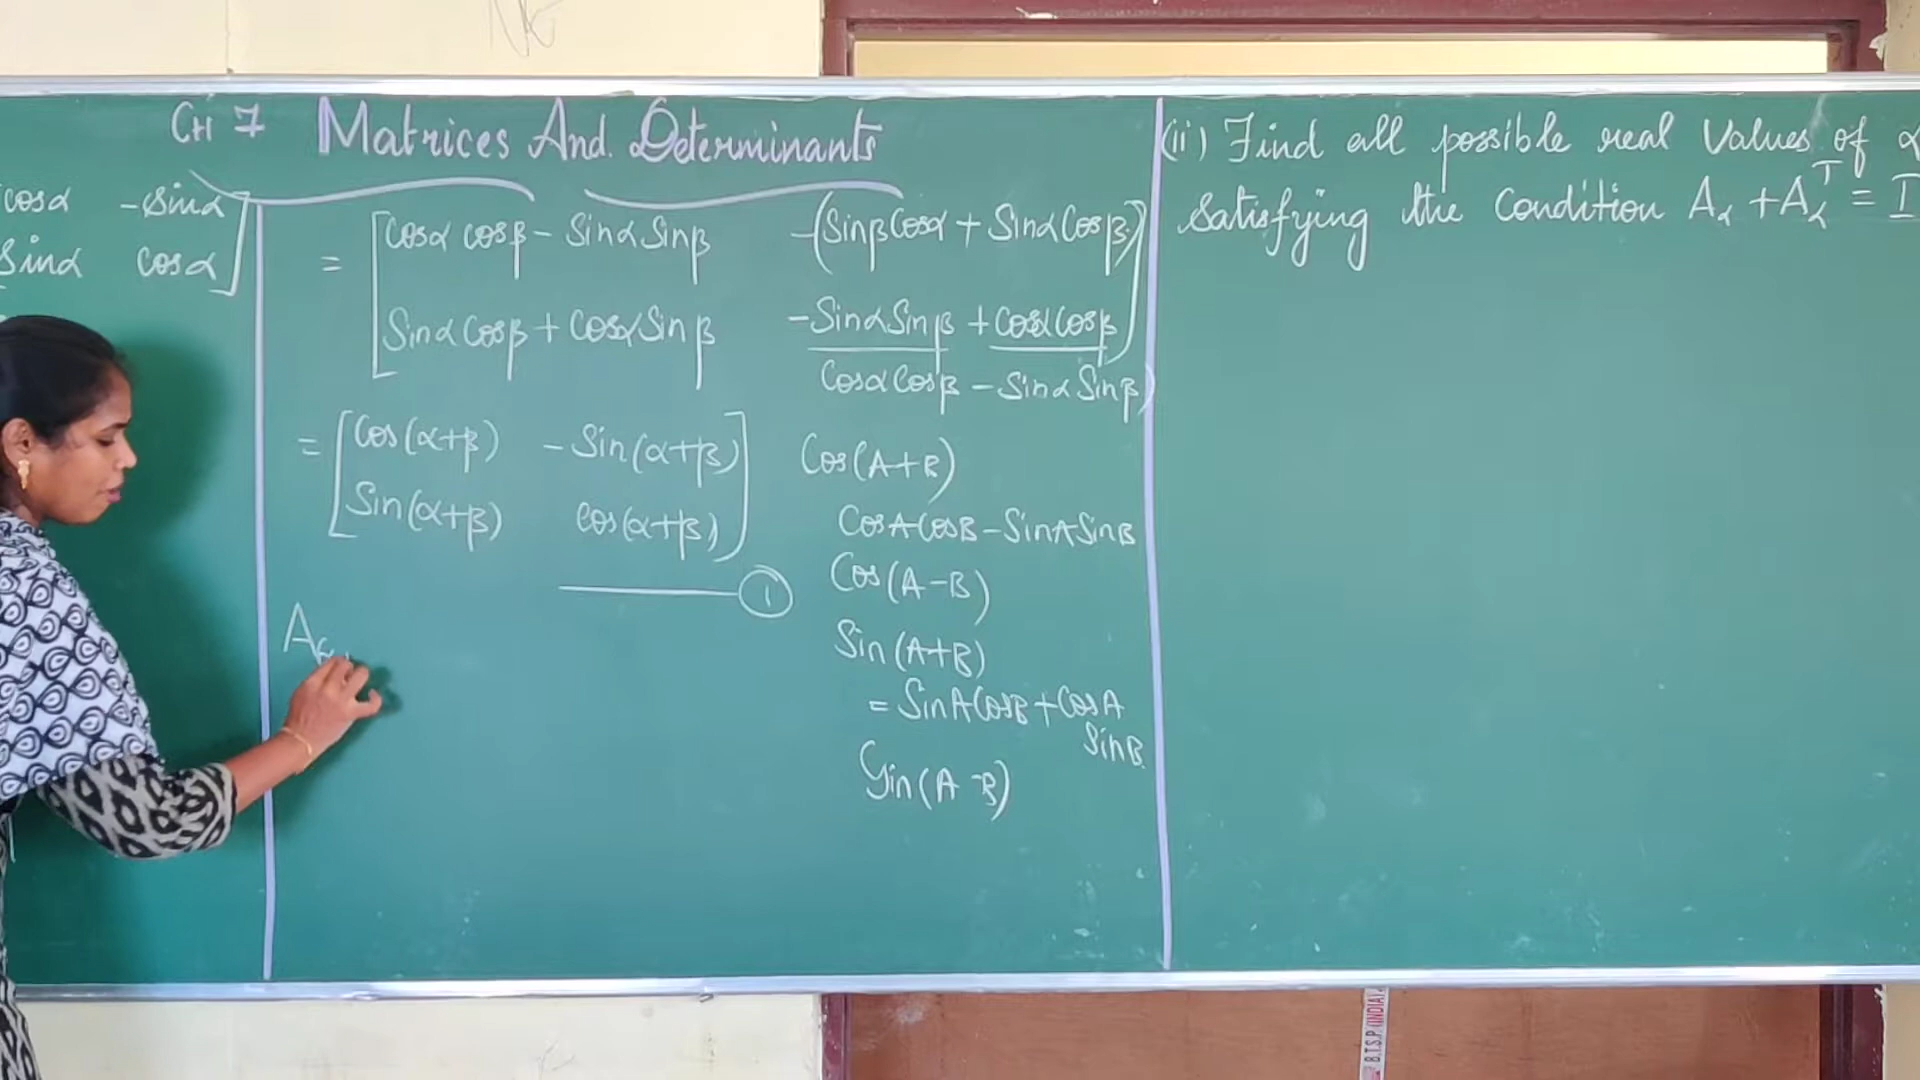 CH 7 Matrices And Determinants
cosα -sinα]
sinα cosα]
= [Cosα cosβ - Sinα Sinβ -(Sinβ Cosα + Sinα Cosβ)
Sinα Cosβ + Cosα Sinβ -Sinα Sinβ + Cosα Cosβ]
Cosα Cosβ - Sinα Sinβ)
= [Cos(α+β) -Sin(α+β)
Sin(α+β) Cos(α+β)]
①
A
Cos(A+B)
CosA CosB - SinA SinB
Cos(A-B)
Sin(A+B)
= SinA CosB + CosA
SinB
Sin(A-B)
(ii) Find all possible real Values of α
satisfying the condition Aα + Aα^T = I
B.T.S.P. (INDIA)